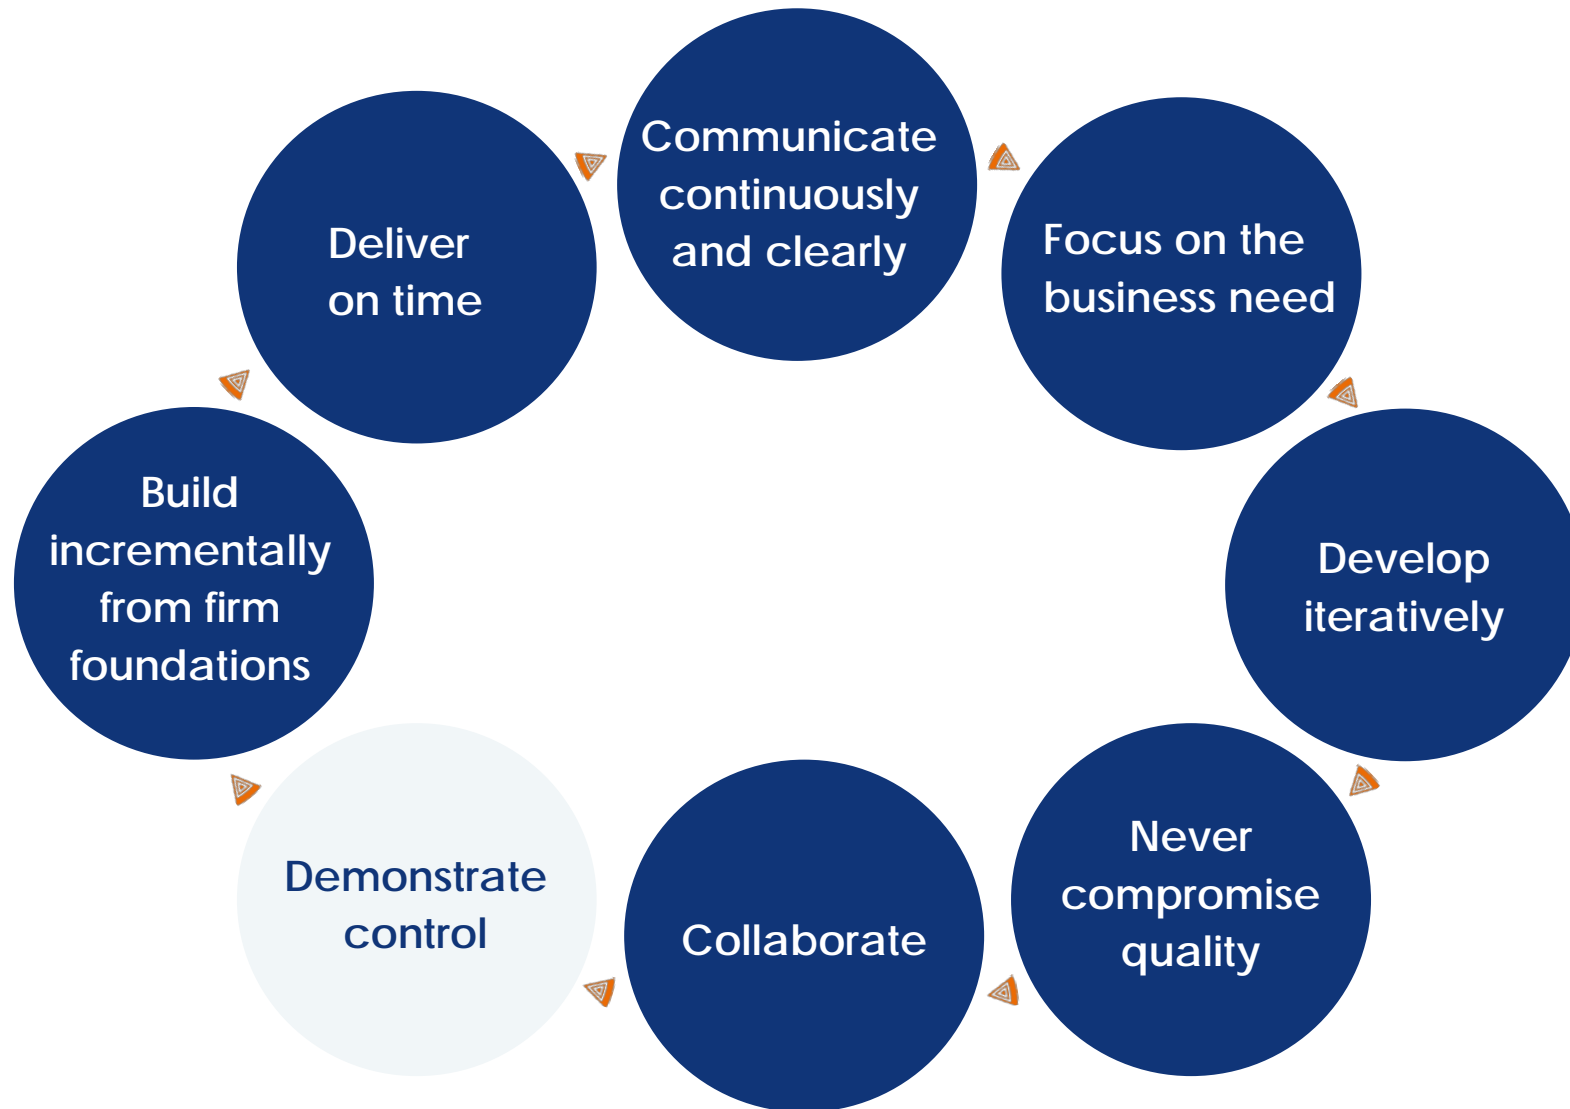 Communicate
continuously
and clearly
Focus on the
business need
Develop
iteratively
Never
compromise
quality
Collaborate
Demonstrate
control
Build
incrementally
from firm
foundations
Deliver
on time